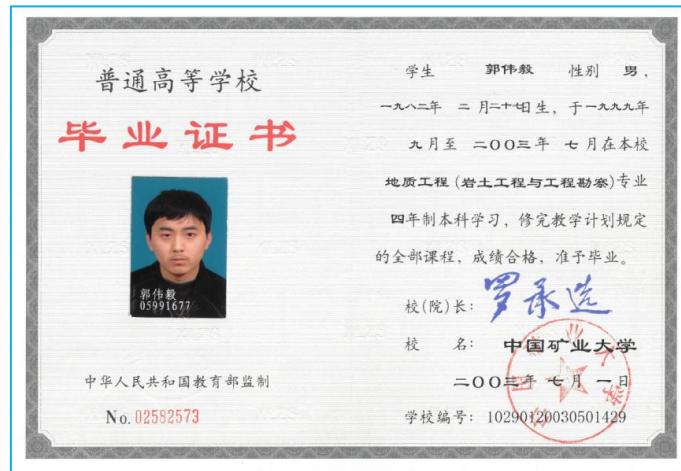 普通高等学校
毕业证书
郭伟毅
05991677
中华人民共和国教育部监制
No. 02582573
学生 郭伟毅 性别 男，
一九八二年 二 月二十七日生，于一九九九年
九月至 二〇〇三年 七月在本校
地质工程（岩土工程与工程勘察）专业
四年制本科学习，修完教学计划规定
的全部课程，成绩合格，准予毕业。
校(院)长：罗承选
校 名：中国矿业大学
二〇〇三年 七月 一日
学校编号：10290120030501429